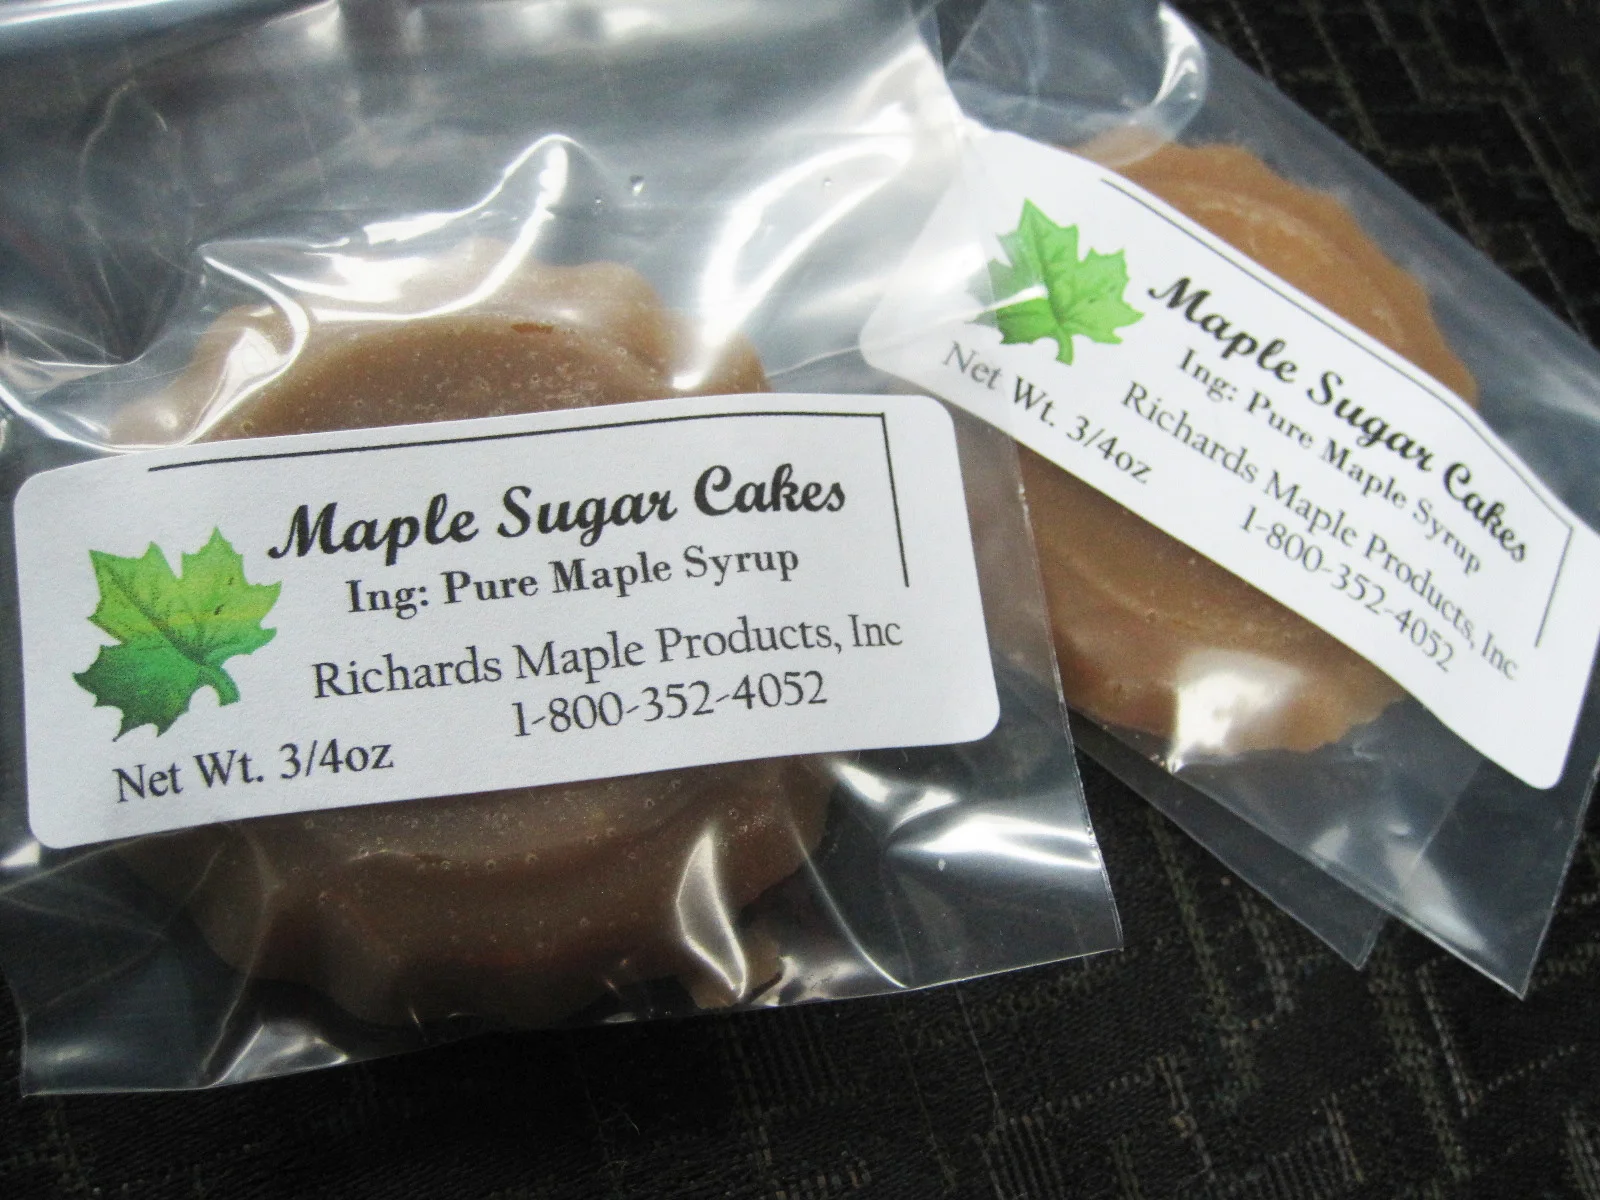 Maple Sugar Cakes
Ing: Pure Maple Syrup
Richards Maple Products, Inc
1-800-352-4052
Net Wt. 3/4oz
Maple Sugar Cakes
Ing: Pure Maple Syrup
Richards Maple Products, Inc
1-800-352-4052
Net Wt. 3/4oz